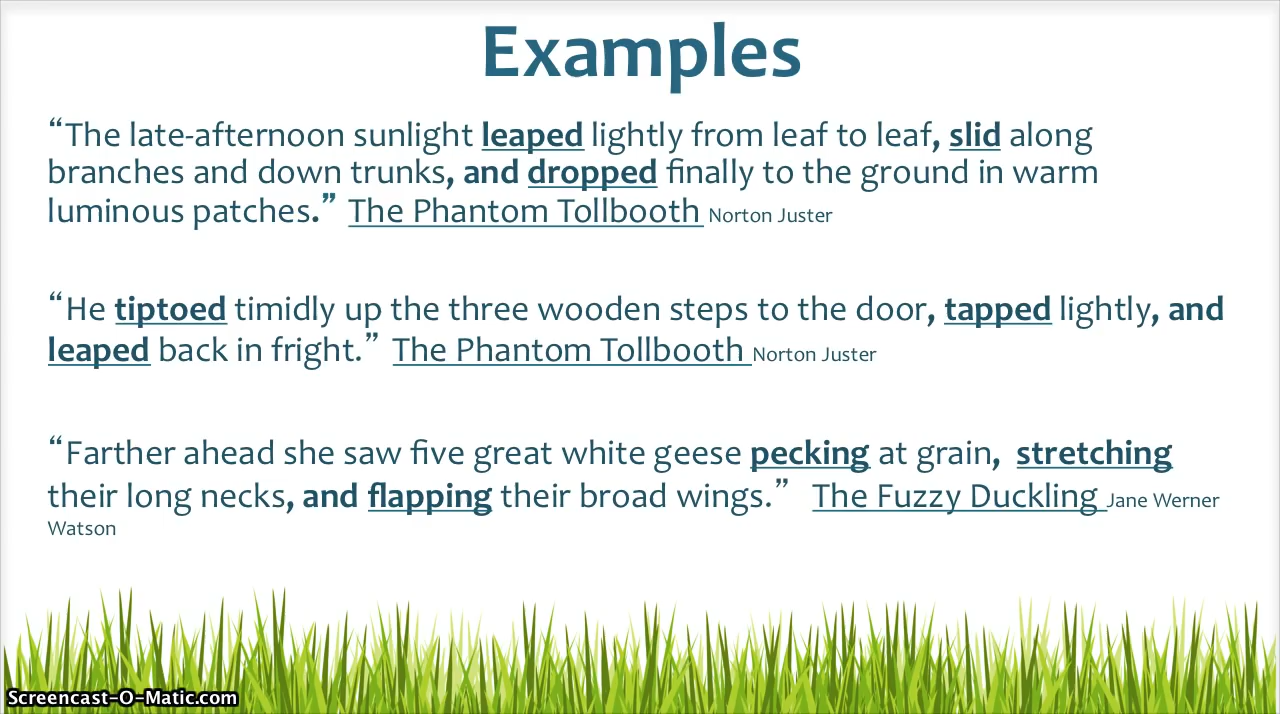 Examples
“The late-afternoon sunlight leaped lightly from leaf to leaf, slid along
branches and down trunks, and dropped finally to the ground in warm
luminous patches.” The Phantom Tollbooth Norton Juster
“He tiptoed timidly up the three wooden steps to the door, tapped lightly, and
leaped back in fright.” The Phantom Tollbooth Norton Juster
“Farther ahead she saw five great white geese pecking at grain, stretching
their long necks, and flapping their broad wings.” The Fuzzy Duckling Jane Werner
Watson
Screencast-O-Matic.com